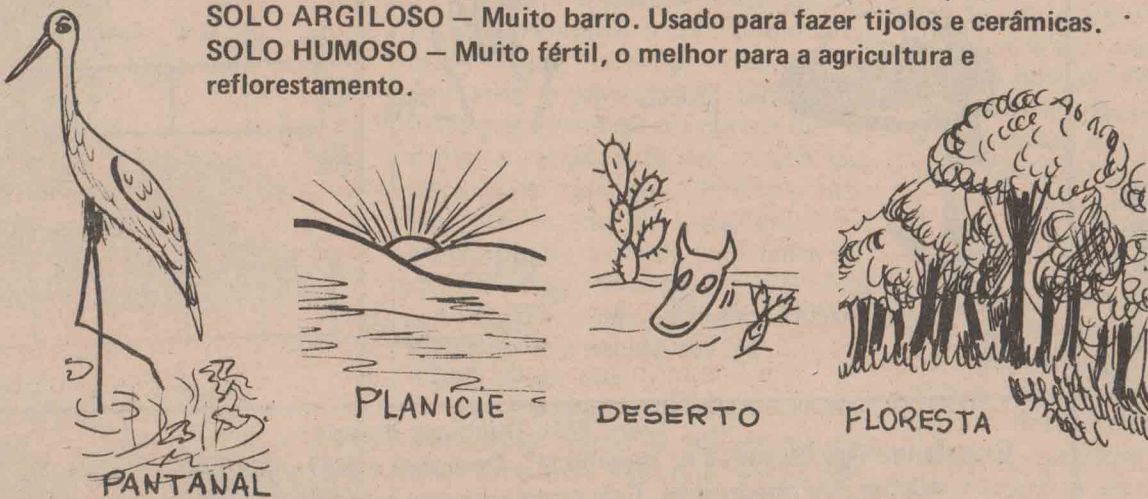 SOLO ARGILOSO — Muito barro. Usado para fazer tijolos e cerâmicas.
SOLO HUMOSO — Muito fértil, o melhor para a agricultura e
reflorestamento.
PLANICIE
DESERTO
FLORESTA
PANTANAL